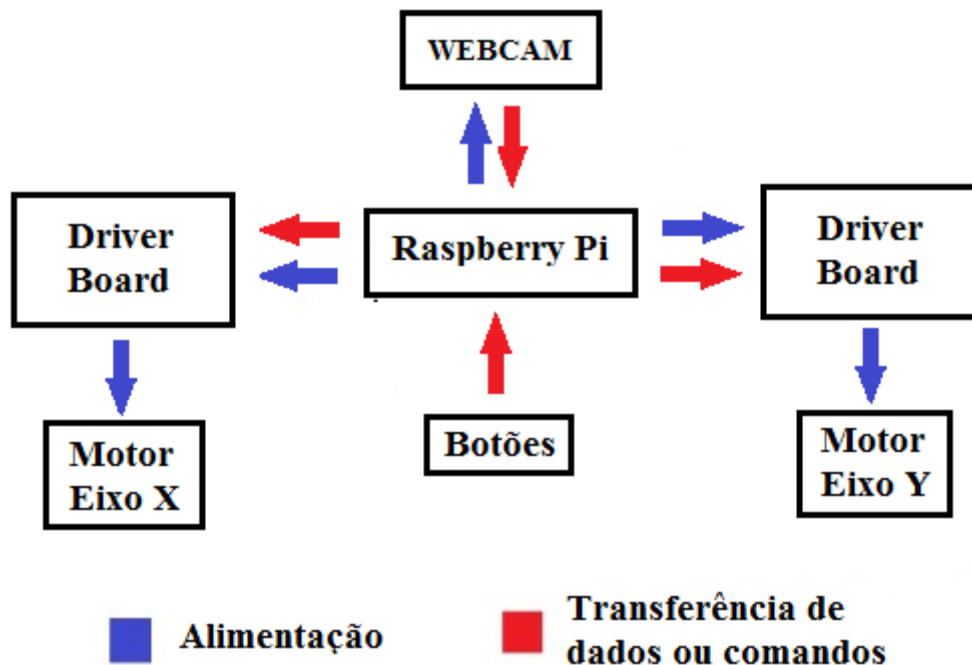 WEBCAM
Driver
Board
Raspberry Pi
Driver
Board
Motor
Eixo X
Botões
Motor
Eixo Y
Alimentação
Transferência de
dados ou comandos